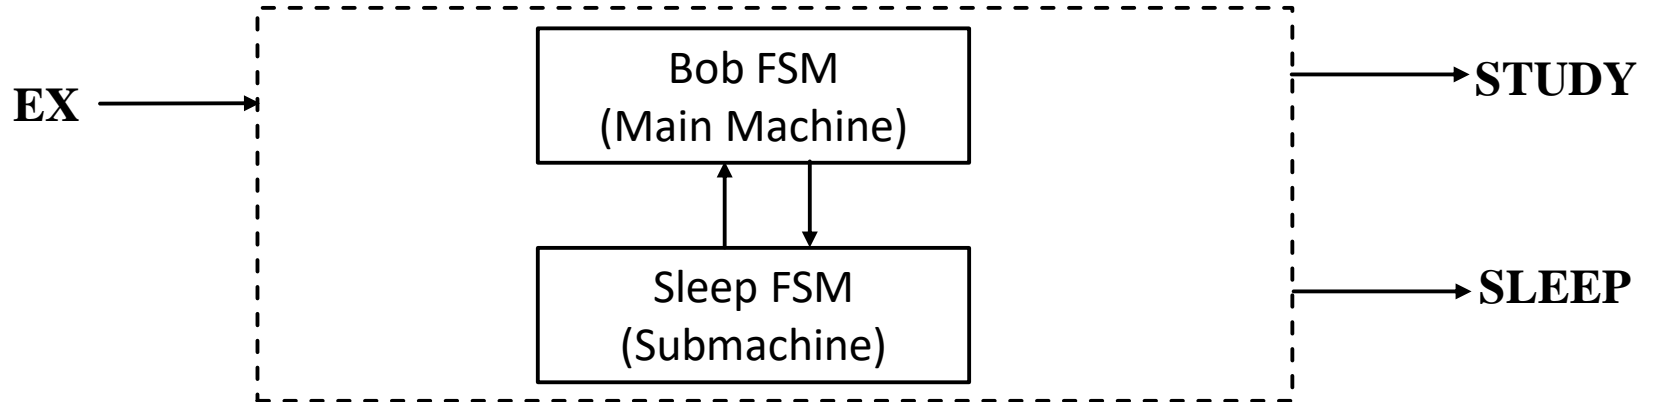 EX
Bob FSM
(Main Machine)
STUDY
Sleep FSM
(Submachine)
SLEEP